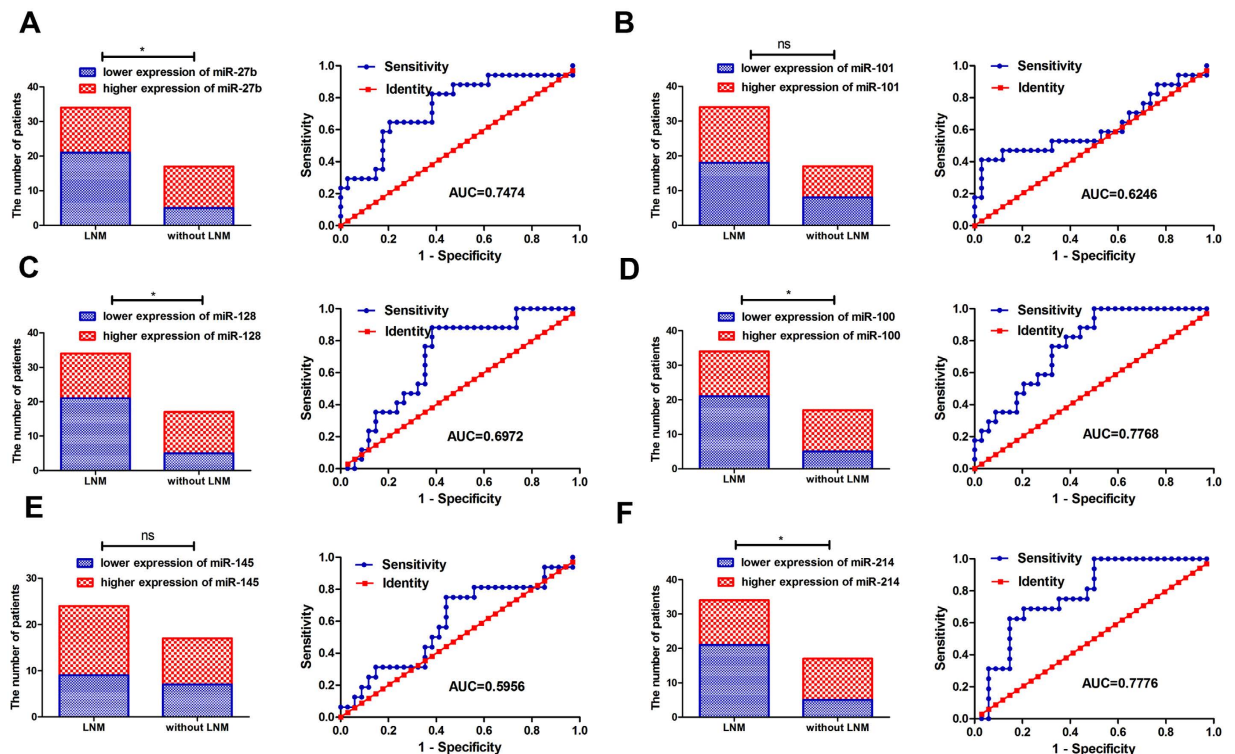 A
*
lower expression of miR-27b
higher expression of miR-27b
The number of patients
40
30
20
10
0
LNM
without LNM
Sensitivity
Identity
Sensitivity
1.0
0.8
0.6
0.4
0.2
0.0
AUC=0.7474
0.0 0.2 0.4 0.6 0.8 1.0
1 - Specificity
B
ns
lower expression of miR-101
higher expression of miR-101
The number of patients
40
30
20
10
0
LNM
without LNM
Sensitivity
Identity
Sensitivity
1.0
0.8
0.6
0.4
0.2
0.0
AUC=0.6246
0.0 0.2 0.4 0.6 0.8 1.0
1 - Specificity
C
*
lower expression of miR-128
higher expression of miR-128
The number of patients
40
30
20
10
0
LNM
without LNM
Sensitivity
Identity
Sensitivity
1.0
0.8
0.6
0.4
0.2
0.0
AUC=0.6972
0.0 0.2 0.4 0.6 0.8 1.0
1 - Specificity
D
*
lower expression of miR-100
higher expression of miR-100
The number of patients
40
30
20
10
0
LNM
without LNM
Sensitivity
Identity
Sensitivity
1.0
0.8
0.6
0.4
0.2
0.0
AUC=0.7768
0.0 0.2 0.4 0.6 0.8 1.0
1 - Specificity
E
ns
lower expression of miR-145
higher expression of miR-145
The number of patients
30
20
10
0
LNM
without LNM
Sensitivity
Identity
Sensitivity
1.0
0.8
0.6
0.4
0.2
0.0
AUC=0.5956
0.0 0.2 0.4 0.6 0.8 1.0
1 - Specificity
F
*
lower expression of miR-214
higher expression of miR-214
The number of patients
40
30
20
10
0
LNM
without LNM
Sensitivity
Identity
Sensitivity
1.0
0.8
0.6
0.4
0.2
0.0
AUC=0.7776
0.0 0.2 0.4 0.6 0.8 1.0
1 - Specificity